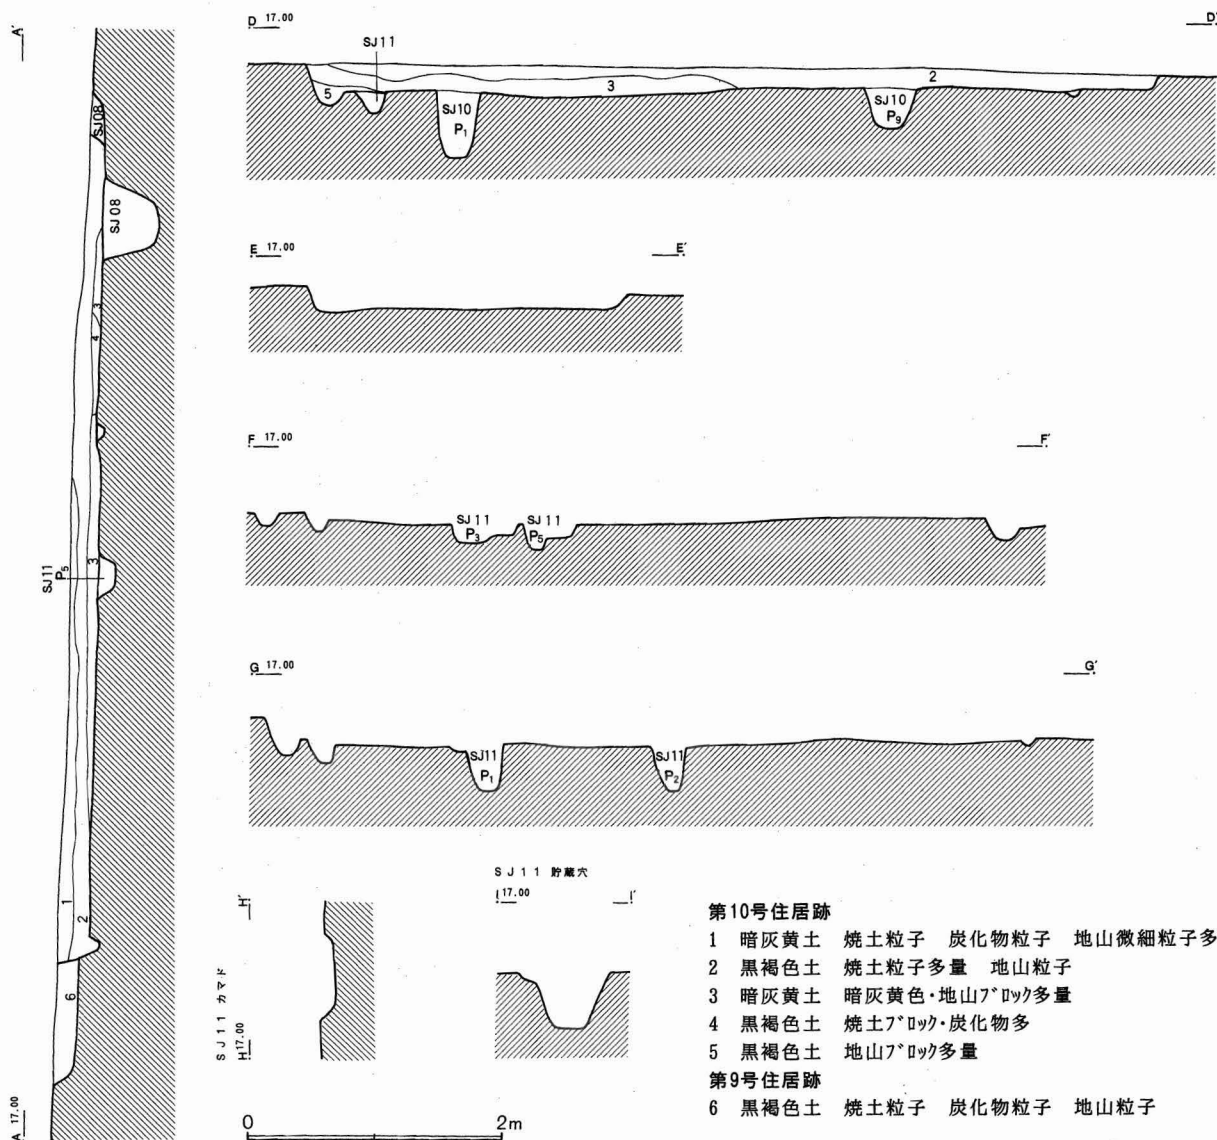 A′
SJ08
SJ08
3
4
SJ11
P5
3
1
2
6
A 17.00
D 17.00
D′
SJ11
5
3
2
SJ10
P1
SJ10
P9
E 17.00
E′
F 17.00
F′
SJ11
P3
SJ11
P5
G 17.00
G′
SJ11
P1
SJ11
P2
H′
SJ11 カマド
H 17.00
SJ11 貯蔵穴
I 17.00
I′
第10号住居跡
1 暗灰黄土 焼土粒子 炭化物粒子 地山微細粒子多
2 黒褐色土 焼土粒子多量 地山粒子
3 暗灰黄土 暗灰黄色・地山ブロック多量
4 黒褐色土 焼土ブロック・炭化物多
5 黒褐色土 地山ブロック多量
第9号住居跡
6 黒褐色土 焼土粒子 炭化物粒子 地山粒子
0 2m